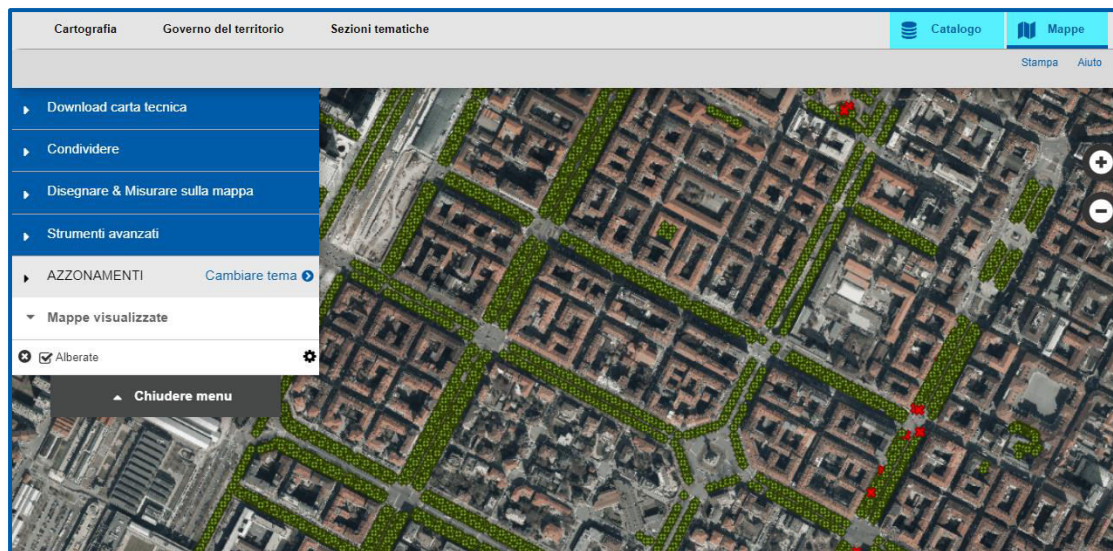 Cartografia Governo del territorio Sezioni tematiche Catalogo Mappe
Stampa Aiuto
Download carta tecnica
Condividere
Disegnare & Misurare sulla mappa
Strumenti avanzati
AZZONAMENTI Cambiare tema
Mappe visualizzate
Alberate
Chiudere menu